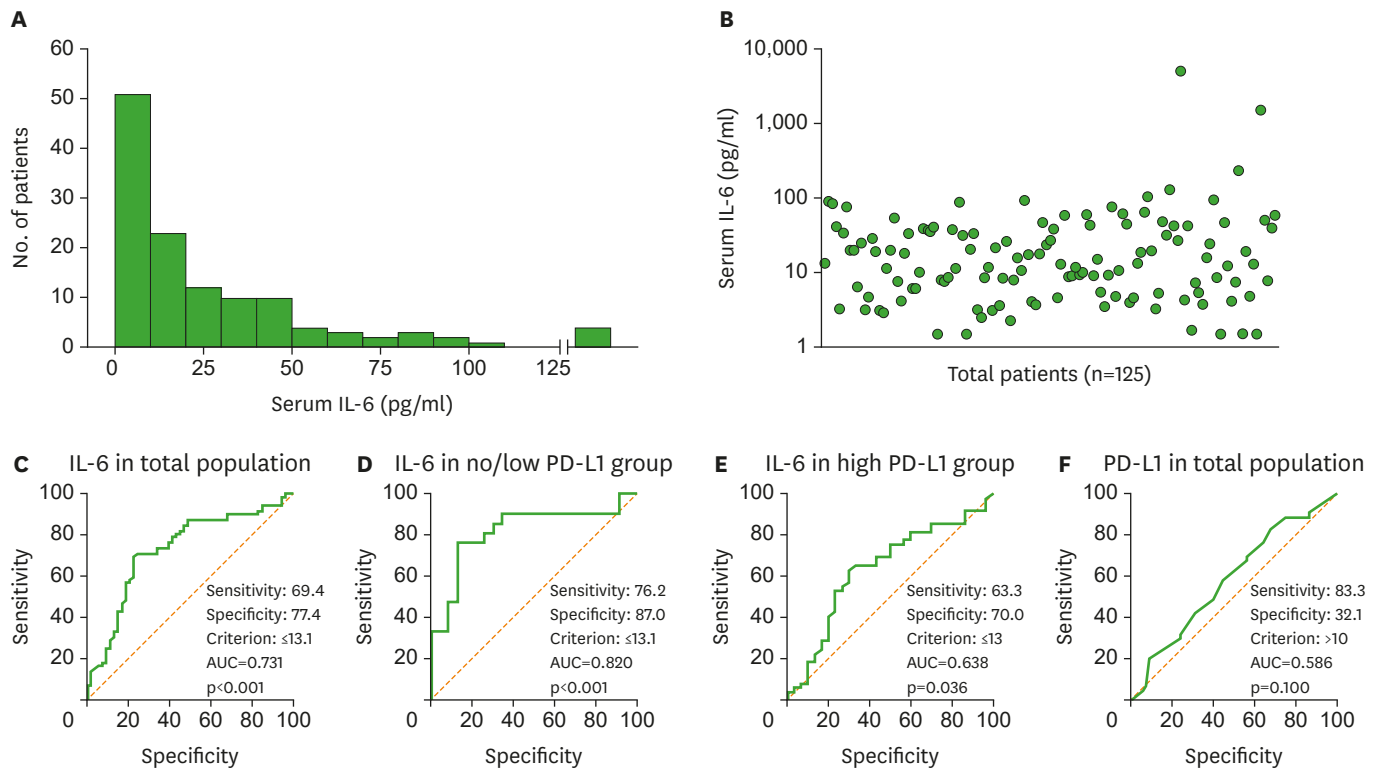 A
60
50
40
30
20
10
0
No. of patients
0 25 50 75 100 125
Serum IL-6 (pg/ml)
B
10,000
1,000
100
10
1
Serum IL-6 (pg/ml)
Total patients (n=125)
C IL-6 in total population
100
80
60
40
20
Sensitivity
Sensitivity: 69.4
Specificity: 77.4
Criterion: ≤13.1
AUC=0.731
p<0.001
0 20 40 60 80 100
Specificity
D IL-6 in no/low PD-L1 group
100
80
60
40
20
Sensitivity
Sensitivity: 76.2
Specificity: 87.0
Criterion: ≤13.1
AUC=0.820
p<0.001
0 20 40 60 80 100
Specificity
E IL-6 in high PD-L1 group
100
80
60
40
20
Sensitivity
Sensitivity: 63.3
Specificity: 70.0
Criterion: ≤13
AUC=0.638
p=0.036
0 20 40 60 80 100
Specificity
F PD-L1 in total population
100
80
60
40
20
Sensitivity
Sensitivity: 83.3
Specificity: 32.1
Criterion: >10
AUC=0.586
p=0.100
0 20 40 60 80 100
Specificity